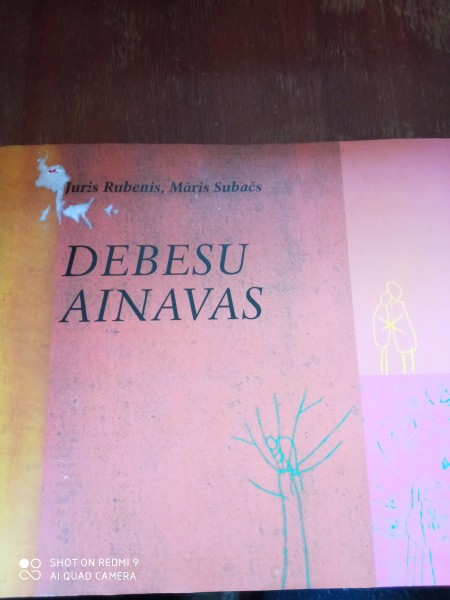 Juris Rubenis, Māris Subačs
DEBESU
AINAVAS
SHOT ON REDMI 9
AI QUAD CAMERA